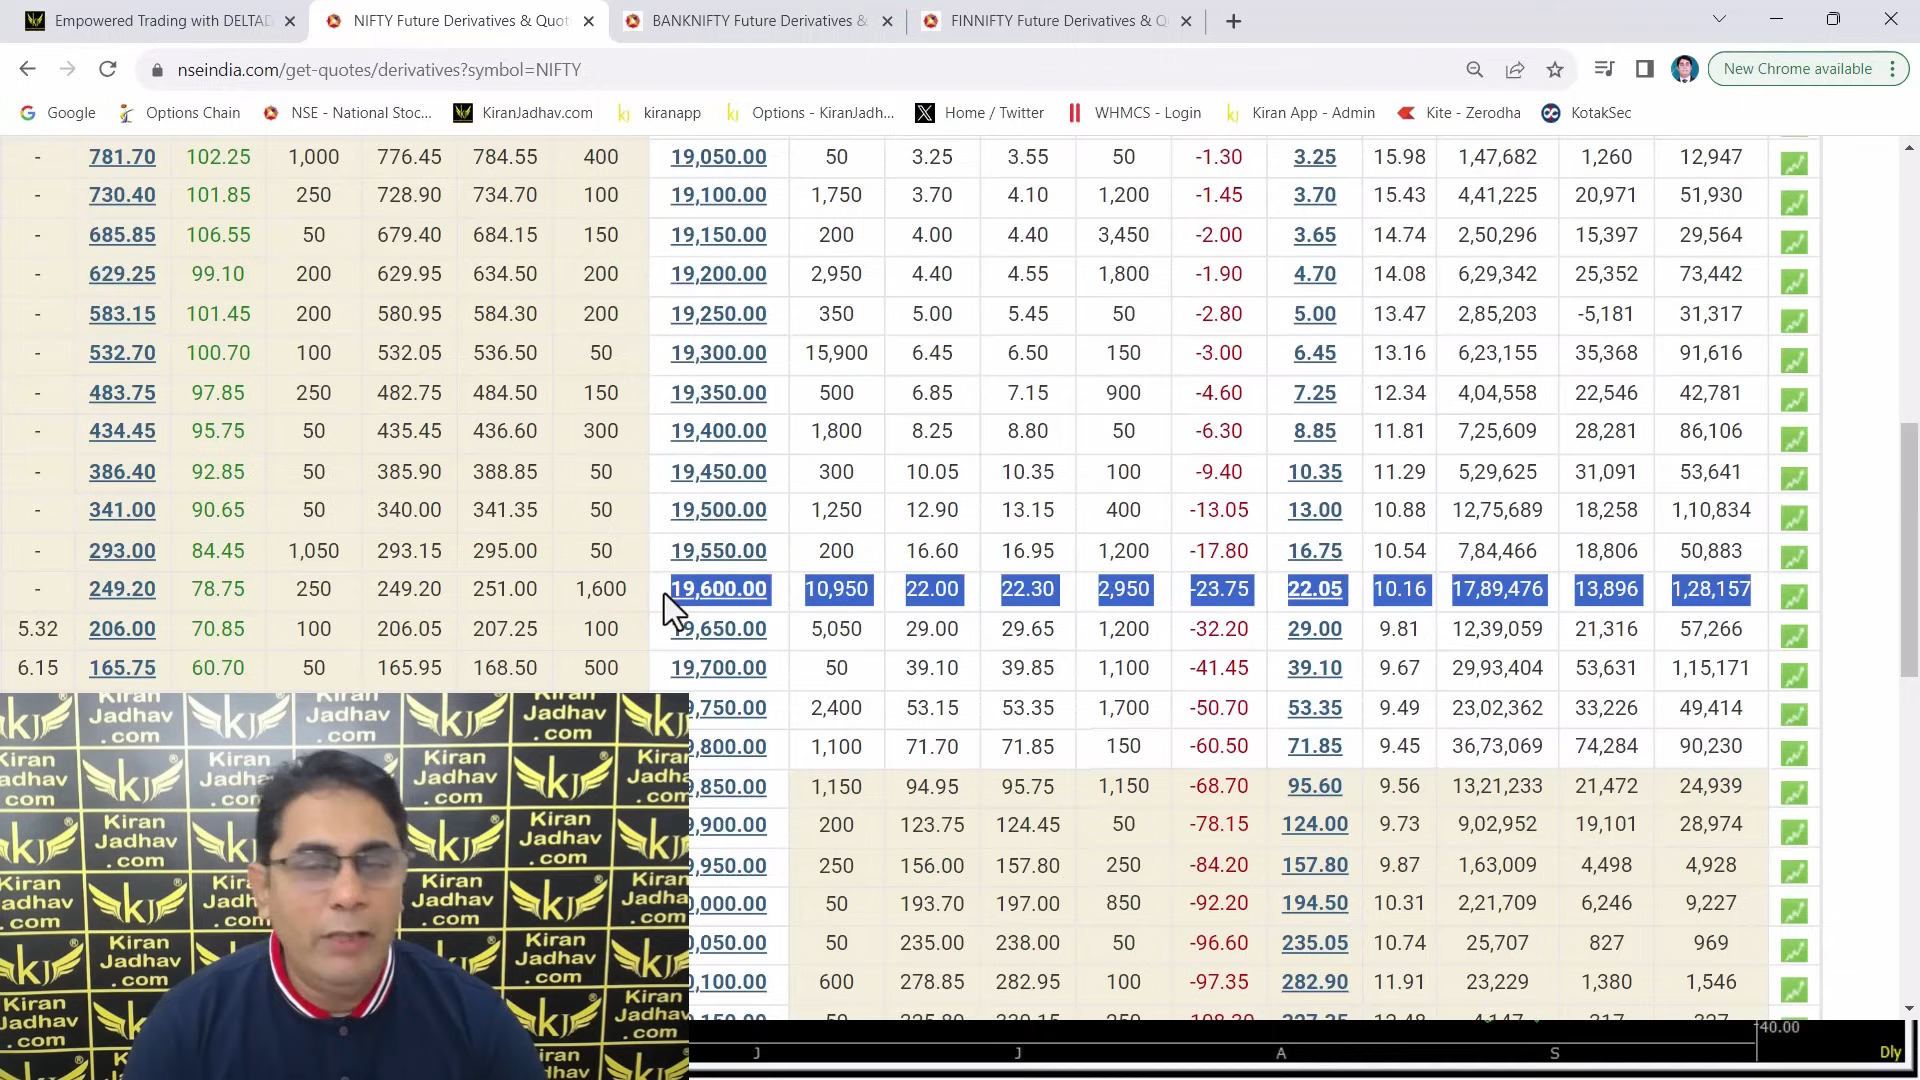 Empowered Trading with DELTA
NIFTY Future Derivatives & Quot
BANKNIFTY Future Derivatives &
FINNIFTY Future Derivatives & Q
nseindia.com/get-quotes/derivatives?symbol=NIFTY
New Chrome available
Google Options Chain NSE - National Stoc... KiranJadhav.com kiranapp Options - KiranJadh... Home / Twitter WHMCS - Login Kiran App - Admin Kite - Zerodha KotakSec
- 781.70 102.25 1,000 776.45 784.55 400 19,050.00 50 3.25 3.55 50 -1.30 3.25 15.98 1,47,682 1,260 12,947
- 730.40 101.85 250 728.90 734.70 100 19,100.00 1,750 3.70 4.10 1,200 -1.45 3.70 15.43 4,41,225 20,971 51,930
- 685.85 106.55 50 679.40 684.15 150 19,150.00 200 4.00 4.40 3,450 -2.00 3.65 14.74 2,50,296 15,397 29,564
- 629.25 99.10 200 629.95 634.50 200 19,200.00 2,950 4.40 4.55 1,800 -1.90 4.70 14.08 6,29,342 25,352 73,442
- 583.15 101.45 200 580.95 584.30 200 19,250.00 350 5.00 5.45 50 -2.80 5.00 13.47 2,85,203 -5,181 31,317
- 532.70 100.70 100 532.05 536.50 50 19,300.00 15,900 6.45 6.50 150 -3.00 6.45 13.16 6,23,155 35,368 91,616
- 483.75 97.85 250 482.75 484.50 150 19,350.00 500 6.85 7.15 900 -4.60 7.25 12.34 4,04,558 22,546 42,781
- 434.45 95.75 50 435.45 436.60 300 19,400.00 1,800 8.25 8.80 50 -6.30 8.85 11.81 7,25,609 28,281 86,106
- 386.40 92.85 50 385.90 388.85 50 19,450.00 300 10.05 10.35 100 -9.40 10.35 11.29 5,29,625 31,091 53,641
- 341.00 90.65 50 340.00 341.35 50 19,500.00 1,250 12.90 13.15 400 -13.05 13.00 10.88 12,75,689 18,258 1,10,834
- 293.00 84.45 1,050 293.15 295.00 50 19,550.00 200 16.60 16.95 1,200 -17.80 16.75 10.54 7,84,466 18,806 50,883
- 249.20 78.75 250 249.20 251.00 1,600 19,600.00 10,950 22.00 22.30 2,950 -23.75 22.05 10.16 17,89,476 13,896 1,28,157
5.32 206.00 70.85 100 206.05 207.25 100 9,650.00 5,050 29.00 29.65 1,200 -32.20 29.00 9.81 12,39,059 21,316 57,266
6.15 165.75 60.70 50 165.95 168.50 500 19,700.00 50 39.10 39.85 1,100 -41.45 39.10 9.67 29,93,404 53,631 1,15,171
9,750.00 2,400 53.15 53.35 1,700 -50.70 53.35 9.49 23,02,362 33,226 49,414
9,800.00 1,100 71.70 71.85 150 -60.50 71.85 9.45 36,73,069 74,284 90,230
,850.00 1,150 94.95 95.75 1,150 -68.70 95.60 9.56 13,21,233 21,472 24,939
9,900.00 200 123.75 124.45 50 -78.15 124.00 9.73 9,02,952 19,101 28,974
9,950.00 250 156.00 157.80 250 -84.20 157.80 9.87 1,63,009 4,498 4,928
0,000.00 50 193.70 197.00 850 -92.20 194.50 10.31 2,21,709 6,246 9,227
0,050.00 50 235.00 238.00 50 -96.60 235.05 10.74 25,707 827 969
0,100.00 600 278.85 282.95 100 -97.35 282.90 11.91 23,229 1,380 1,546
40.00
J J A S
Dly
Kiran Jadhav .com
kJ